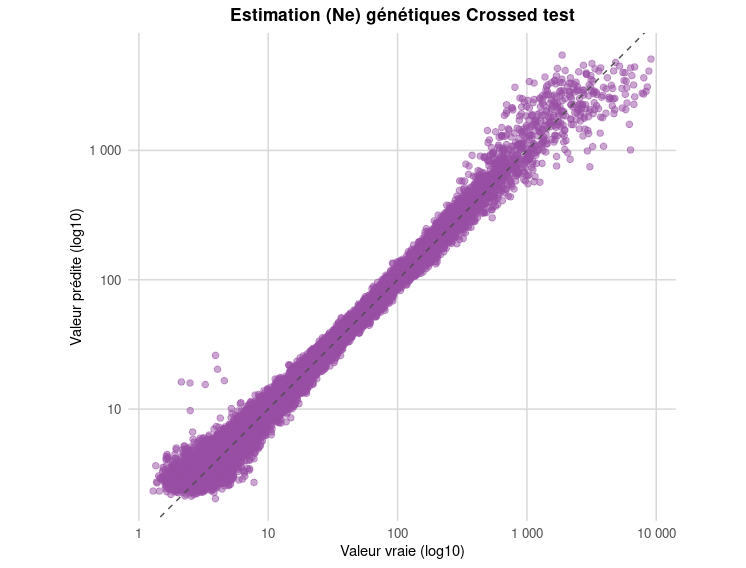 Estimation (Ne) génétiques Crossed test
Valeur prédite (log10)
1 000
100
10
1
10
100
1 000
10 000
Valeur vraie (log10)